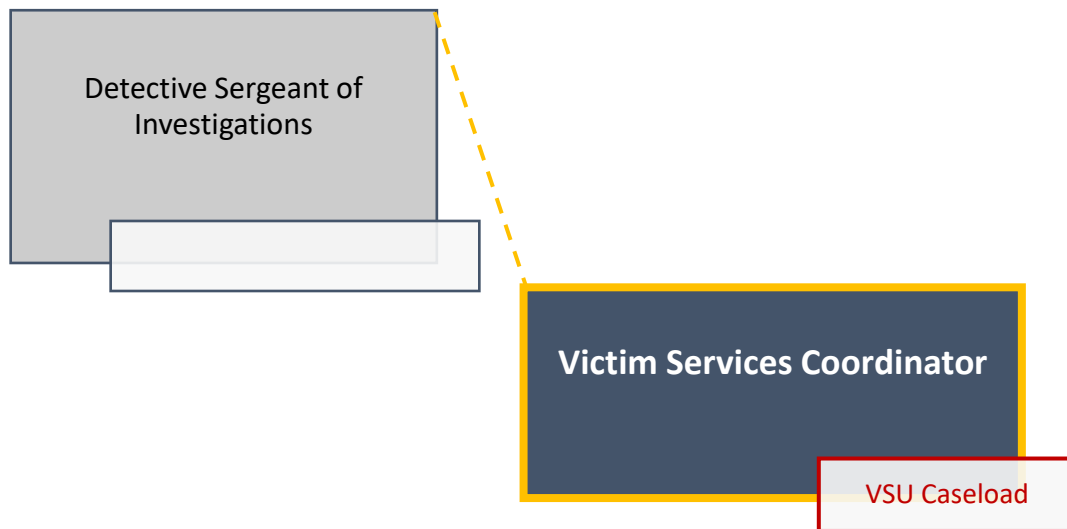 Detective Sergeant of
Investigations
Victim Services Coordinator
VSU Caseload